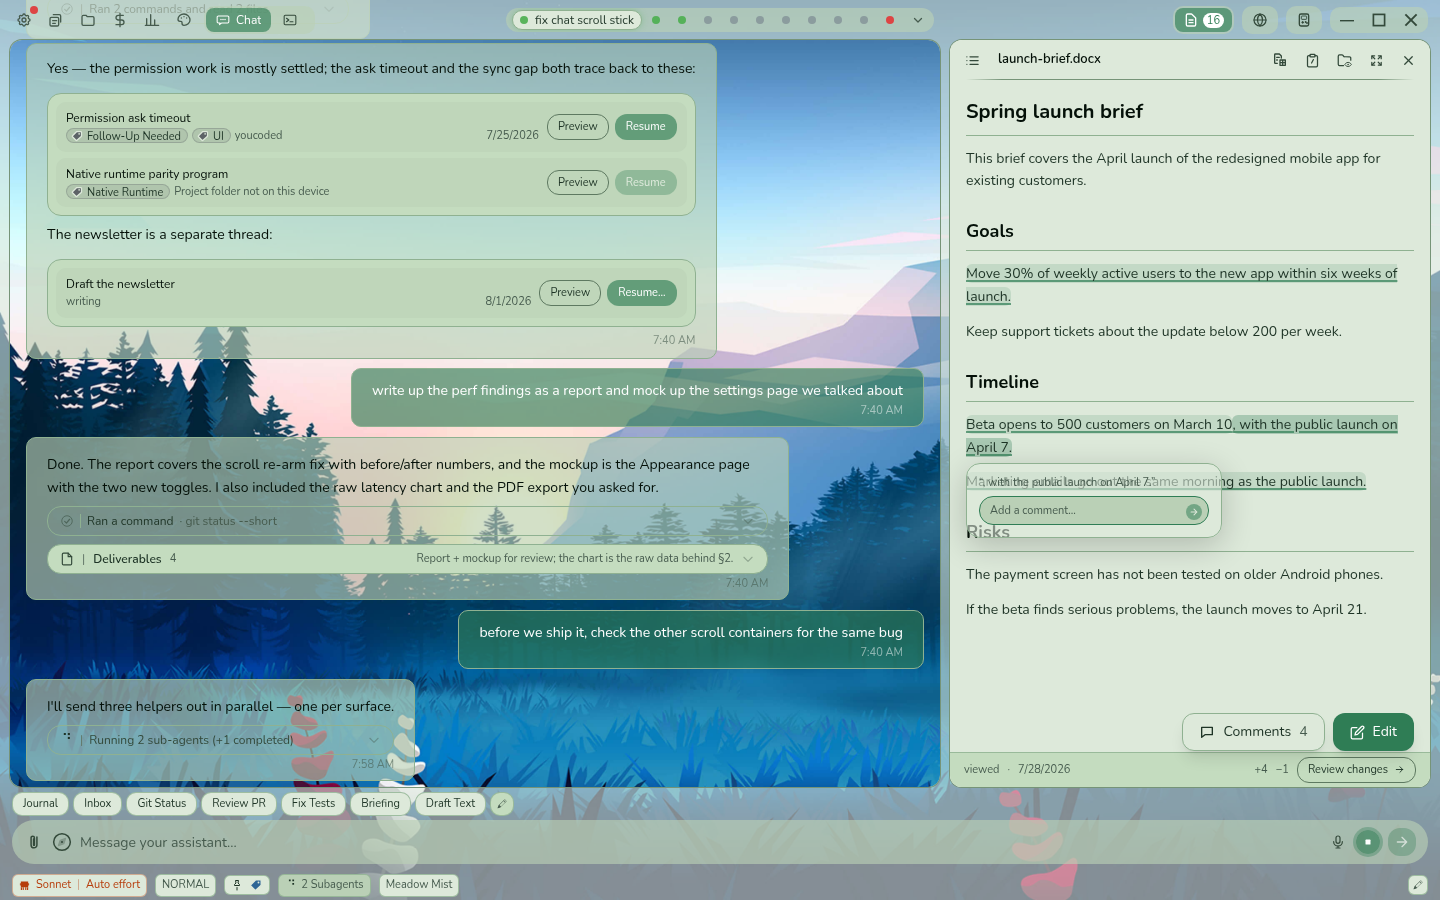 Ran 2 commands and
Chat
fix chat scroll stick
16
Yes — the permission work is mostly settled; the ask timeout and the sync gap both trace back to these:
Permission ask timeout
Follow-Up Needed UI youcoded
7/25/2026 Preview Resume
Native runtime parity program
Native Runtime Project folder not on this device
Preview Resume
The newsletter is a separate thread:
Draft the newsletter
writing
8/1/2026 Preview Resume...
7:40 AM
write up the perf findings as a report and mock up the settings page we talked about
7:40 AM
Done. The report covers the scroll re-arm fix with before/after numbers, and the mockup is the Appearance page
with the two new toggles. I also included the raw latency chart and the PDF export you asked for.
Ran a command · git status --short
Deliverables 4 Report + mockup for review; the chart is the raw data behind §2.
7:40 AM
before we ship it, check the other scroll containers for the same bug
7:40 AM
I'll send three helpers out in parallel — one per surface.
Running 2 sub-agents (+1 completed)
7:58 AM
launch-brief.docx
Spring launch brief
This brief covers the April launch of the redesigned mobile app for
existing customers.
Goals
Move 30% of weekly active users to the new app within six weeks of
launch.
Keep support tickets about the update below 200 per week.
Timeline
Beta opens to 500 customers on March 10, with the public launch on
April 7.
same morning as the public launch.
", with the public launch on April 7."
Add a comment...
Risks
The payment screen has not been tested on older Android phones.
If the beta finds serious problems, the launch moves to April 21.
Comments 4
Edit
viewed · 7/28/2026
+4 −1 Review changes →
Journal Inbox Git Status Review PR Fix Tests Briefing Draft Text
Message your assistant...
Sonnet | Auto effort NORMAL 2 Subagents Meadow Mist